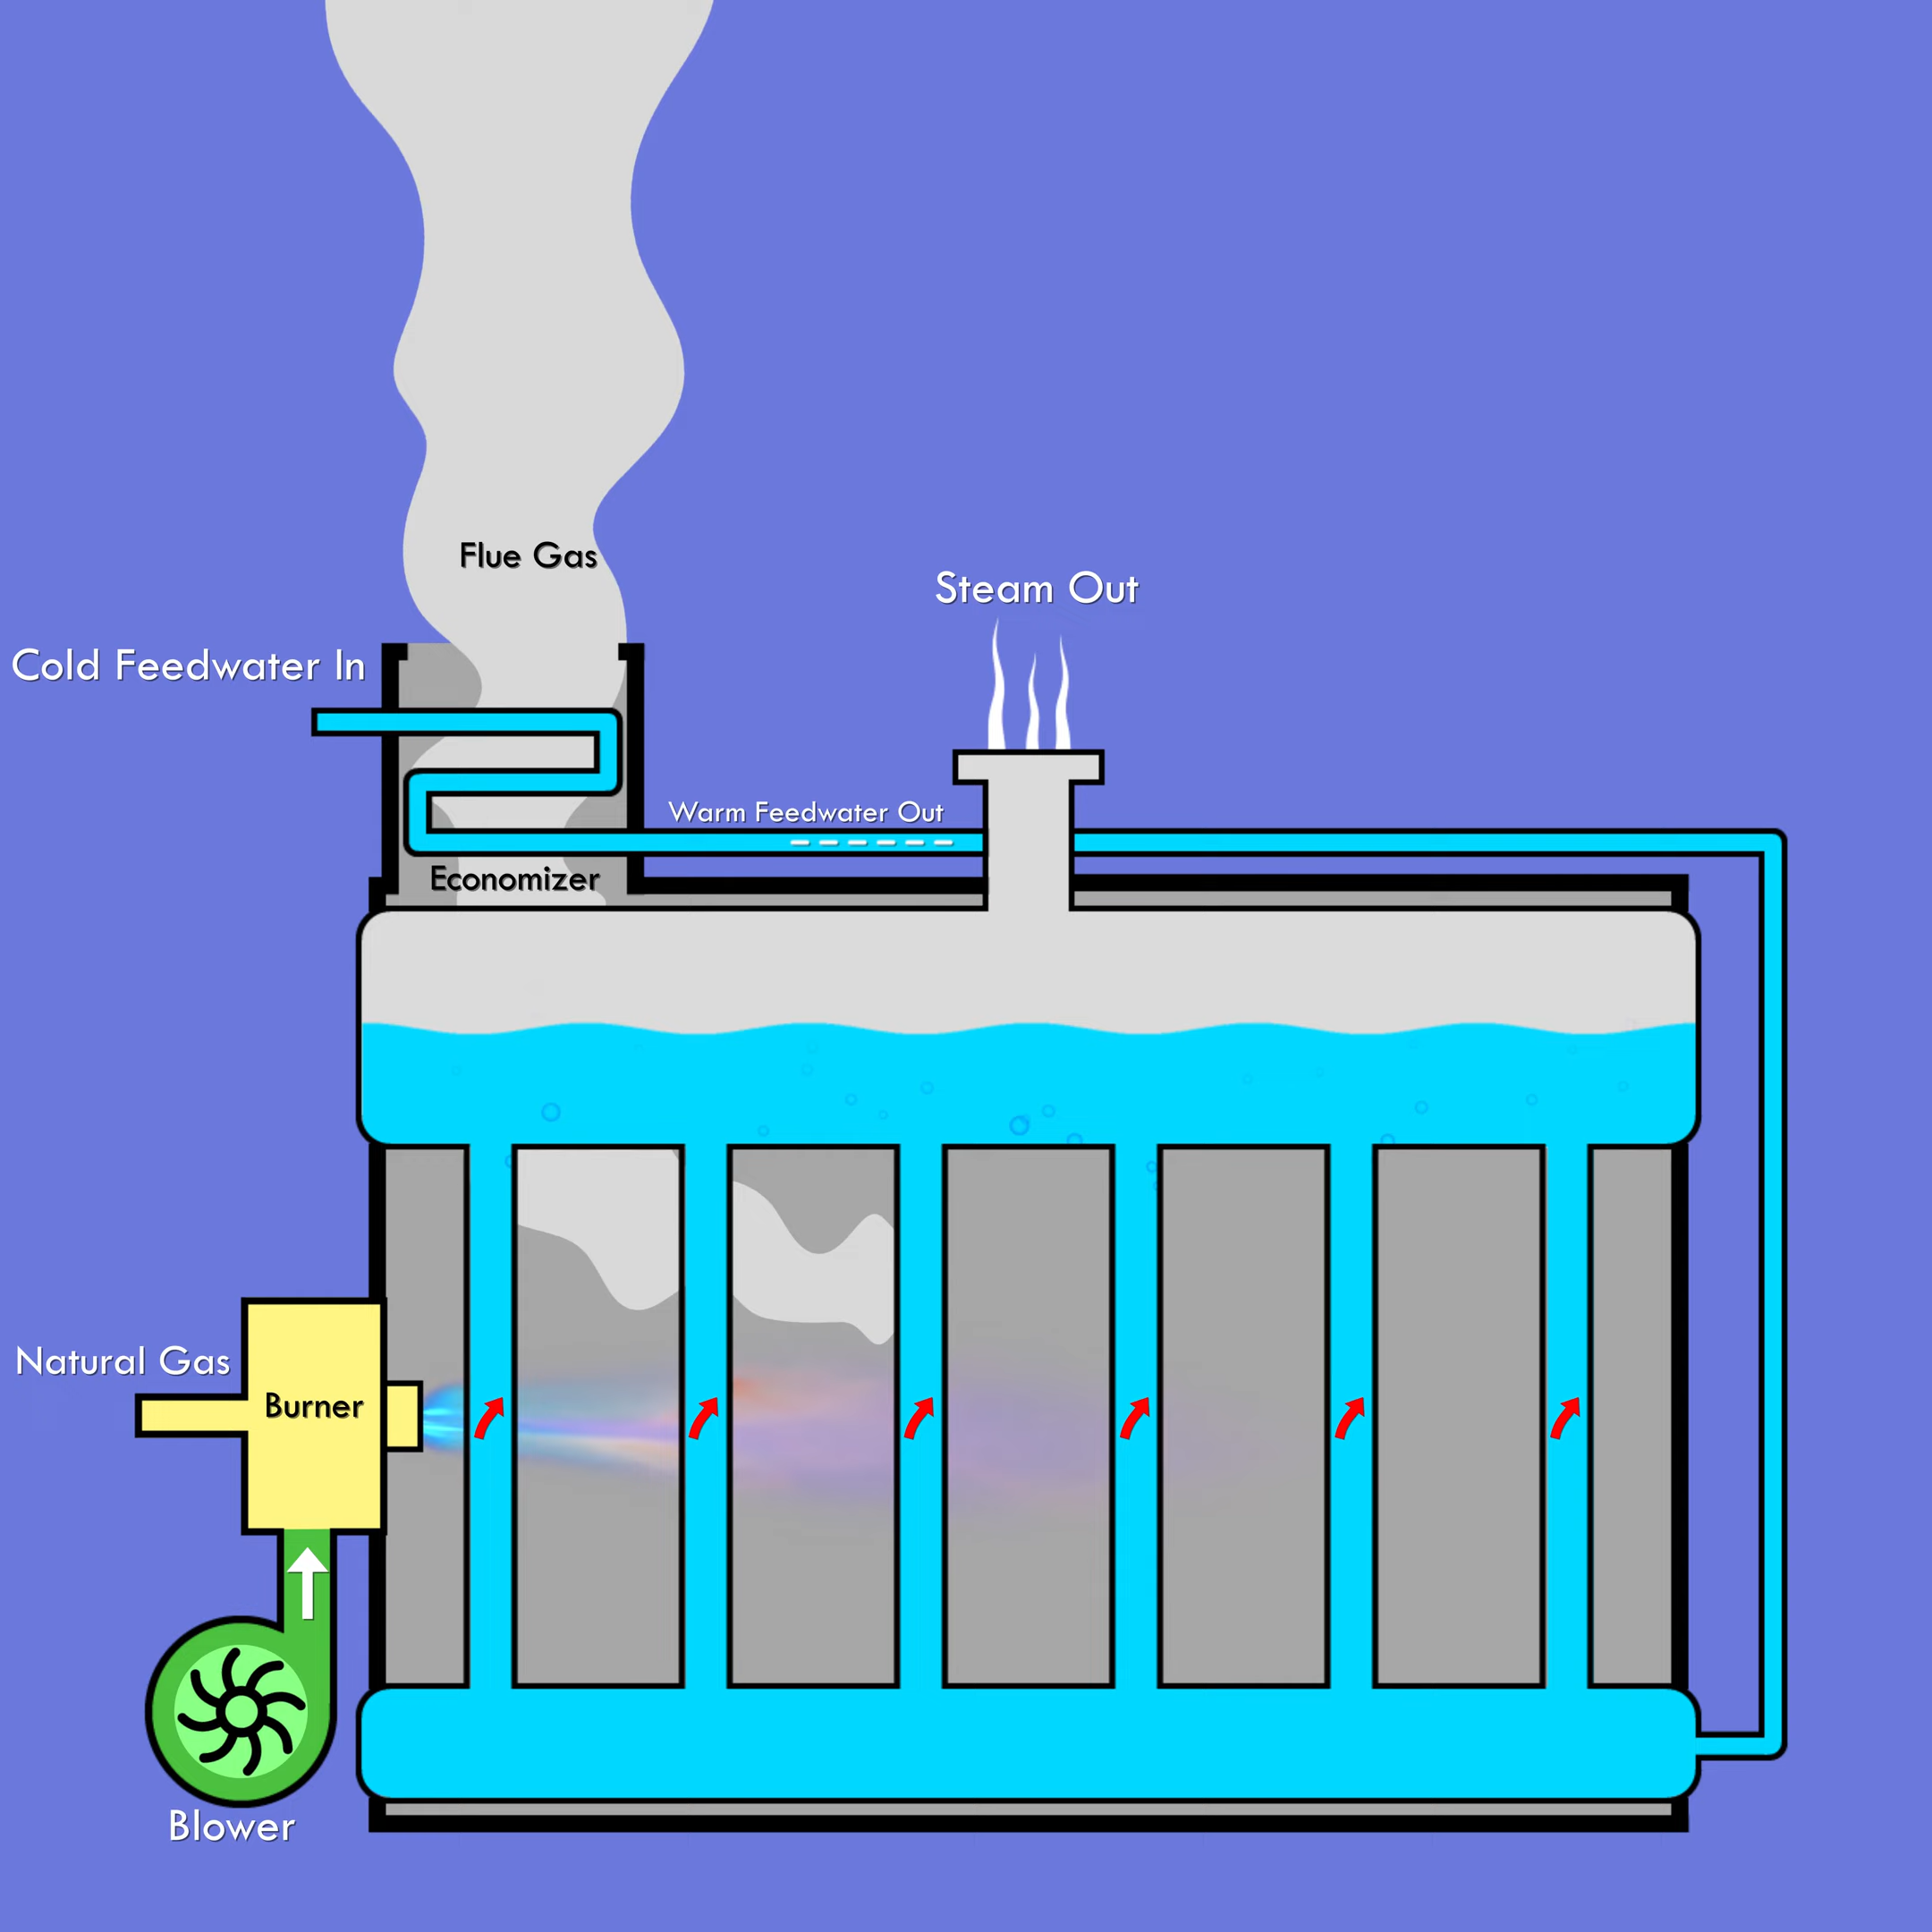 Flue Gas
Steam Out
Cold Feedwater In
Warm Feedwater Out
Economizer
Natural Gas
Burner
Blower